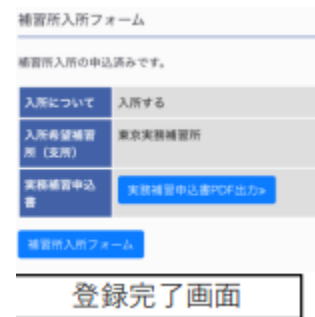 補習所入所フォーム
補習所入所の申込済みです。
入所について 入所する
入所希望補習
所（支所） 東京実務補習所
実務補習申込
書 実務補習申込書PDF出力»
補習所入所フォーム
登録完了画面